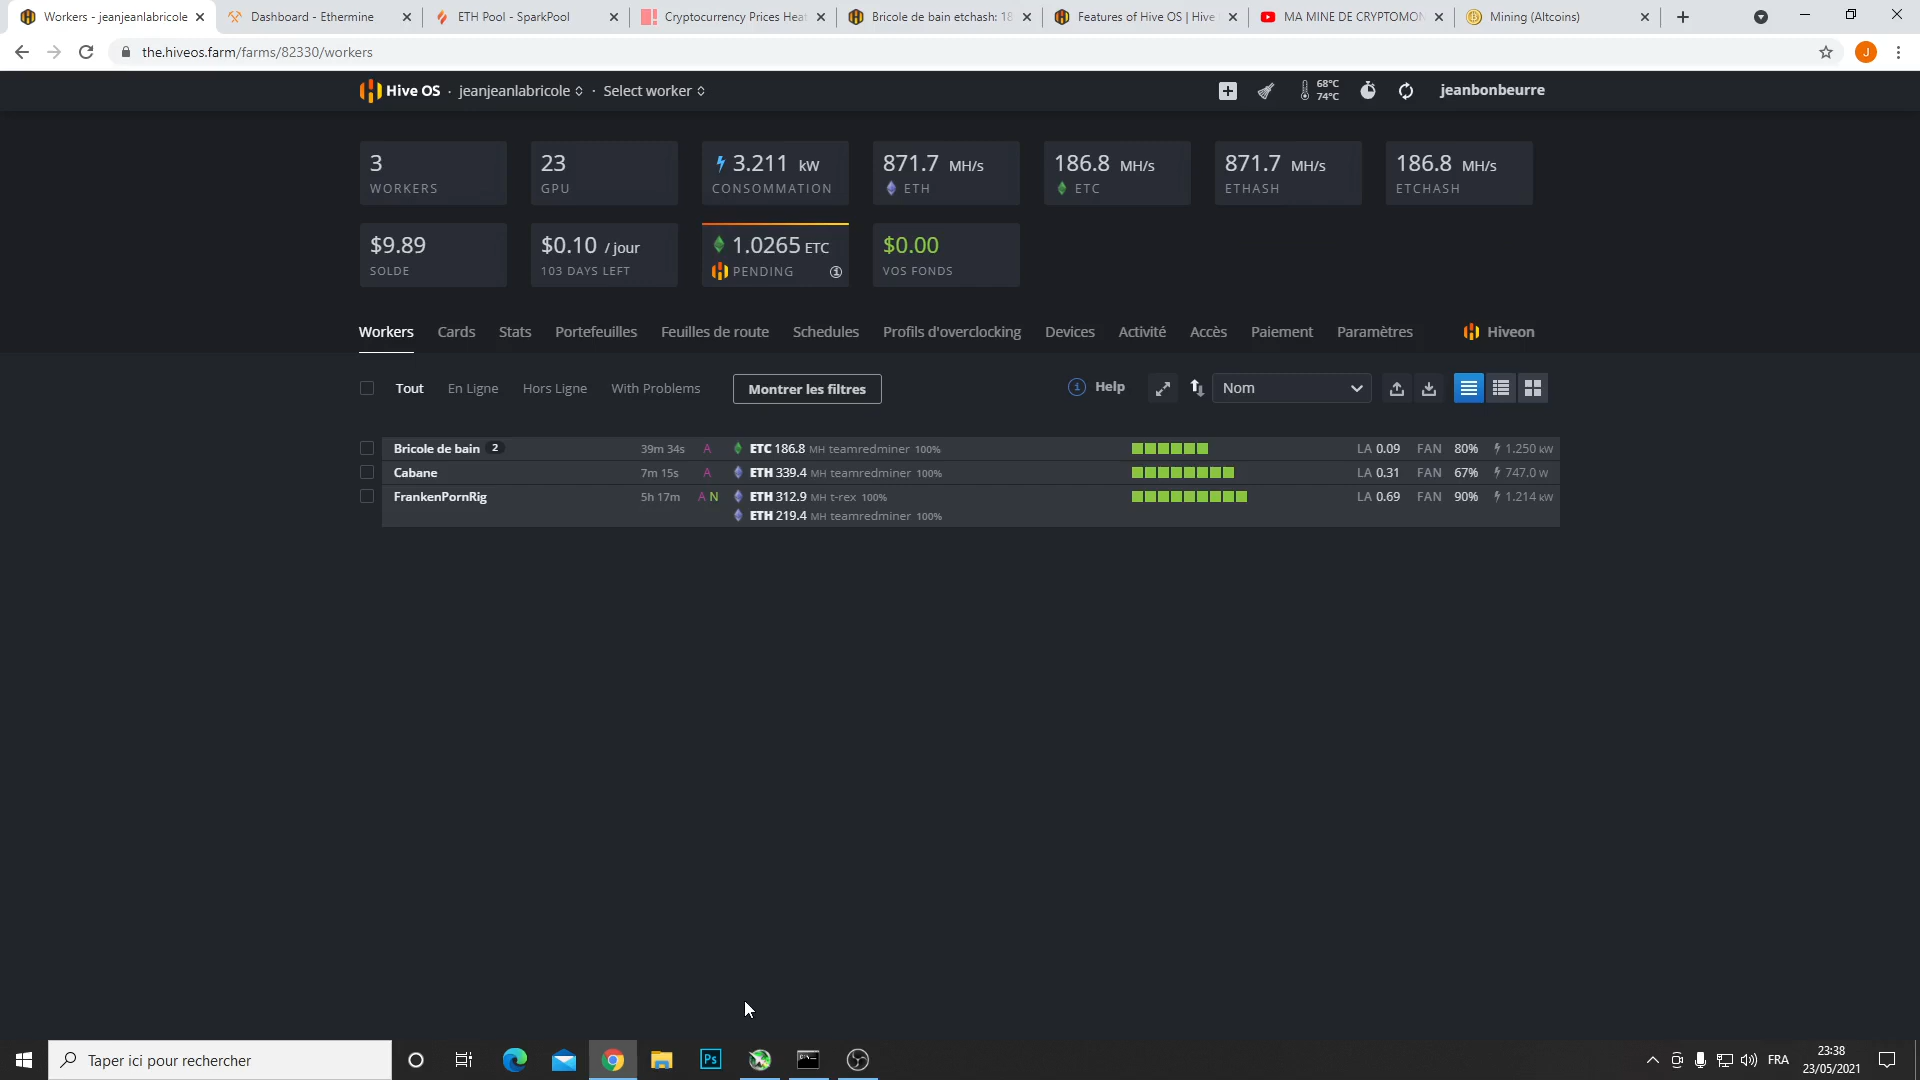 Workers - jeanjeanlabricole
Dashboard - Ethermine
ETH Pool - SparkPool
Cryptocurrency Prices Hea
Bricole de bain etchash: 18
Features of Hive OS | Hive
MA MINE DE CRYPTOMON
Mining (Altcoins)
the.hiveos.farm/farms/82330/workers
J
Hive OS · jeanjeanlabricole · Select worker
68°C
74°C
jeanbonbeurre
3
WORKERS
23
GPU
3.211 kW
CONSOMMATION
871.7 MH/s
ETH
186.8 MH/s
ETC
871.7 MH/s
ETHASH
186.8 MH/s
ETCHASH
$9.89
SOLDE
$0.10 / jour
103 DAYS LEFT
1.0265 ETC
PENDING
$0.00
VOS FONDS
Workers Cards Stats Portefeuilles Feuilles de route Schedules Profils d'overclocking Devices Activité Accès Paiement Paramètres Hiveon
Tout En Ligne Hors Ligne With Problems Montrer les filtres Help Nom
Bricole de bain 2 39m 34s A ETC 186.8 MH teamredminer 100% LA 0.09 FAN 80% 1.250 kW
Cabane 7m 15s A ETH 339.4 MH teamredminer 100% LA 0.31 FAN 67% 747.0 W
FrankenPornRig 5h 17m A N ETH 312.9 MH t-rex 100% LA 0.69 FAN 90% 1.214 kW
ETH 219.4 MH teamredminer 100%
Taper ici pour rechercher
Ps
FRA
23:38
23/05/2021